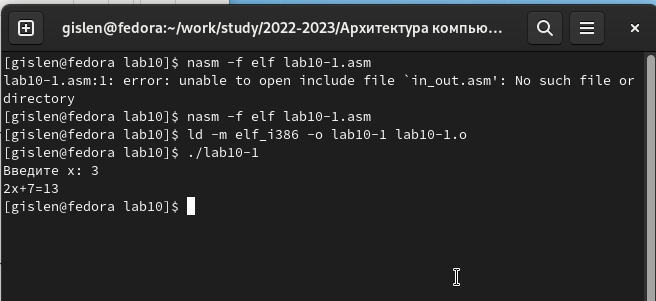 gislen@fedora:~/work/study/2022-2023/Архитектура компью...
[gislen@fedora lab10]$ nasm -f elf lab10-1.asm
lab10-1.asm:1: error: unable to open include file `in_out.asm': No such file or
directory
[gislen@fedora lab10]$ nasm -f elf lab10-1.asm
[gislen@fedora lab10]$ ld -m elf_i386 -o lab10-1 lab10-1.o
[gislen@fedora lab10]$ ./lab10-1
Введите x: 3
2x+7=13
[gislen@fedora lab10]$